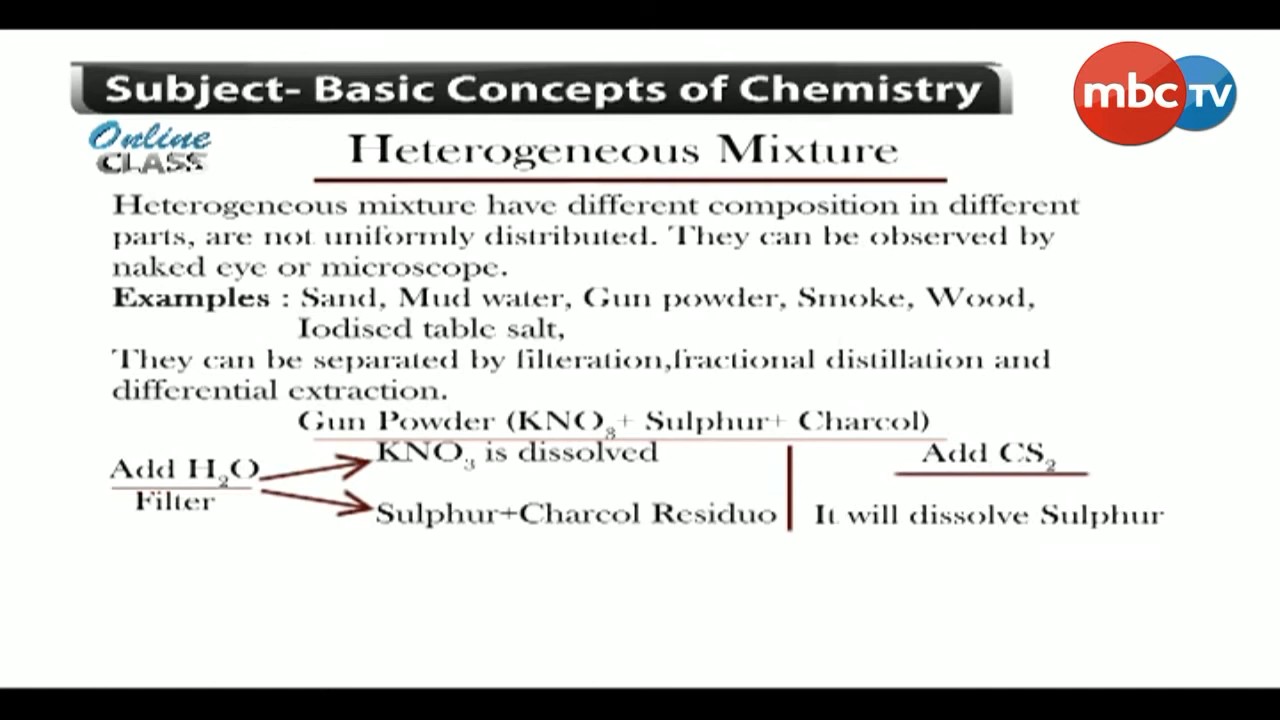 Subject- Basic Concepts of Chemistry
mbc TV
Online
CLASS
Heterogeneous Mixture
Heterogeneous mixture have different composition in different
parts, are not uniformly distributed. They can be observed by
naked eye or microscope.
Examples : Sand, Mud water, Gun powder, Smoke, Wood,
Iodised table salt,
They can be separated by filteration,fractional distillation and
differential extraction.
Gun Powder (KNO₃+ Sulphur+ Charcol)
Add H₂O
Filter
KNO₃ is dissolved
Sulphur+Charcol Residuo
Add CS₂
It will dissolve Sulphur